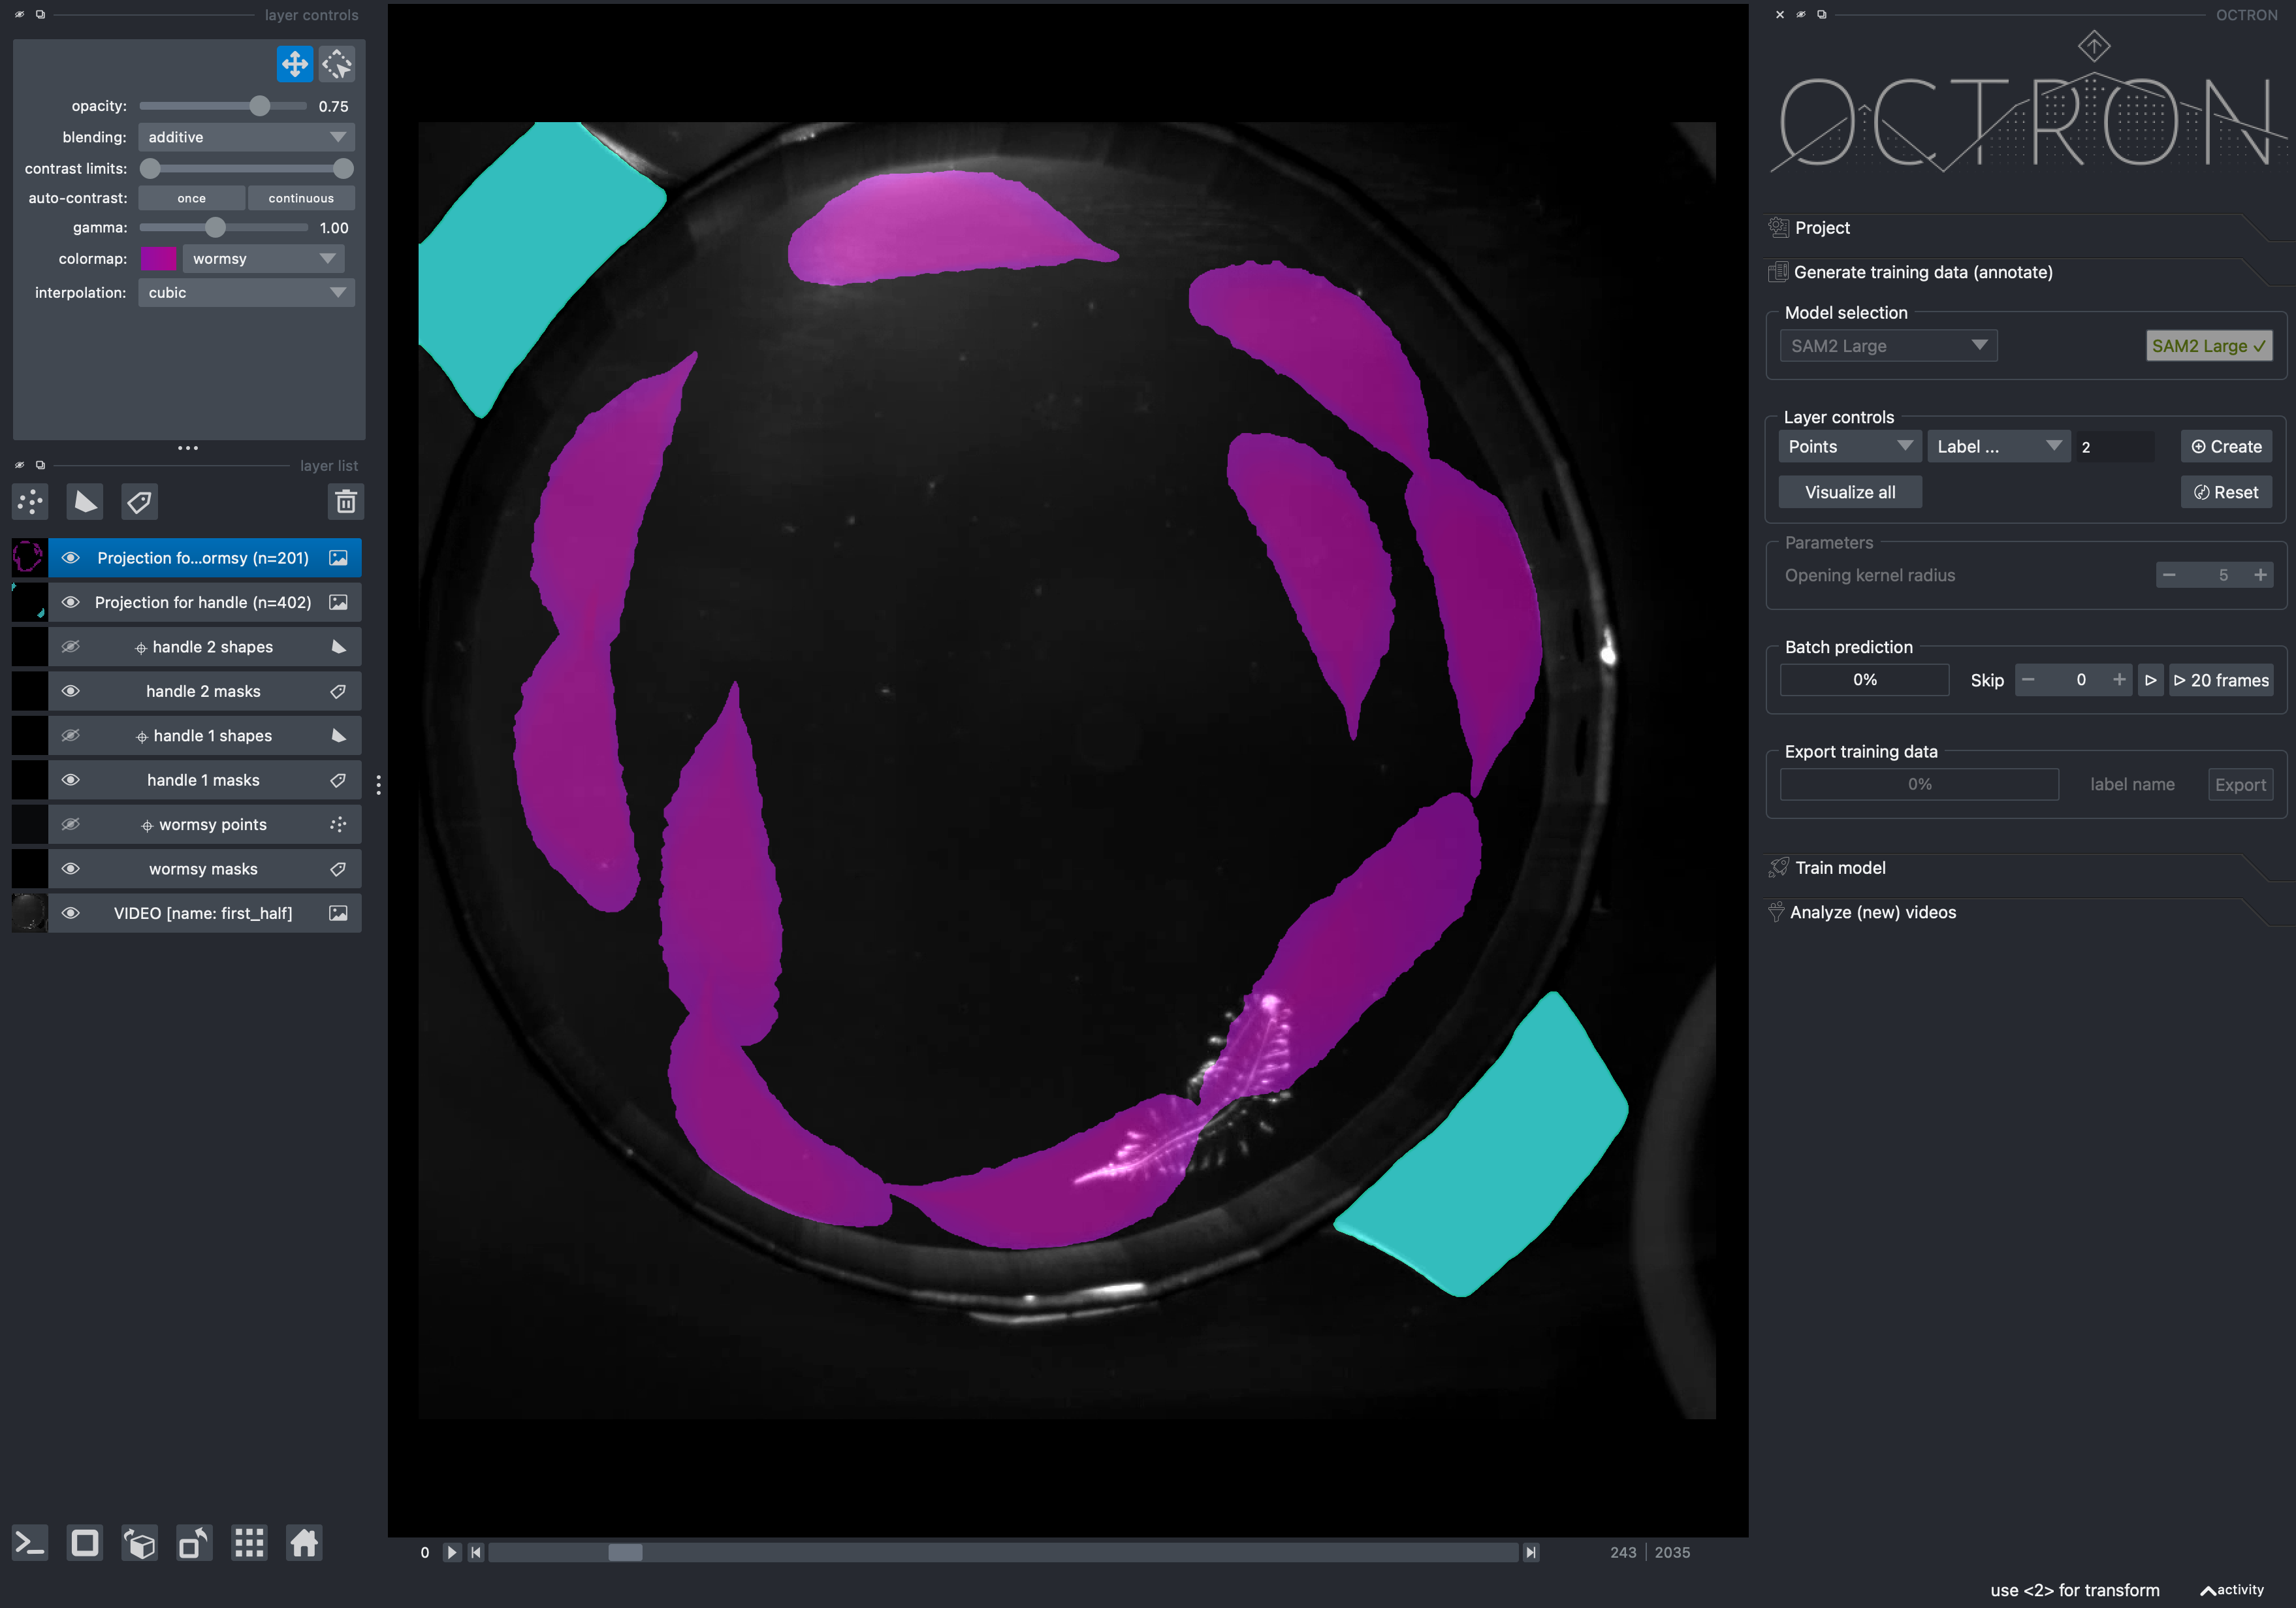 layer controls
opacity: 0.75
blending: additive
contrast limits:
auto-contrast: once continuous
gamma: 1.00
colormap: wormsy
interpolation: cubic
layer list
Projection fo...ormsy (n=201)
Projection for handle (n=402)
handle 2 shapes
handle 2 masks
handle 1 shapes
handle 1 masks
wormsy points
wormsy masks
VIDEO [name: first_half]
0
243 | 2035
OCTRON
OCTRON
Project
Generate training data (annotate)
Model selection
SAM2 Large SAM2 Large ✓
Layer controls
Points Label ... 2 Create
Visualize all Reset
Parameters
Opening kernel radius 5
Batch prediction
0% Skip 0 20 frames
Export training data
0% label name Export
Train model
Analyze (new) videos
use <2> for transform activity